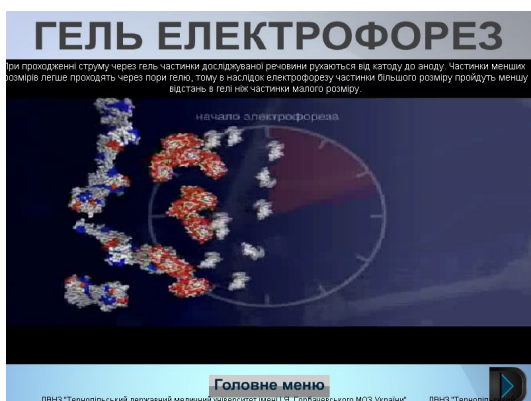 ГЕЛЬ ЕЛЕКТРОФОРЕЗ
При проходженні струму через гель частинки досліджуваної речовини рухаються від катоду до аноду. Частинки менших
розмірів легше проходять через пори гелю, тому в наслідок електрофорезу частинки більшого розміру пройдуть меншу
відстань в гелі ніж частинки малого розміру.
начало электрофореза
Головне меню
ДВНЗ "Тернопільський державний медичний університет імені І.Я. Горбачевського МОЗ України" ДВНЗ